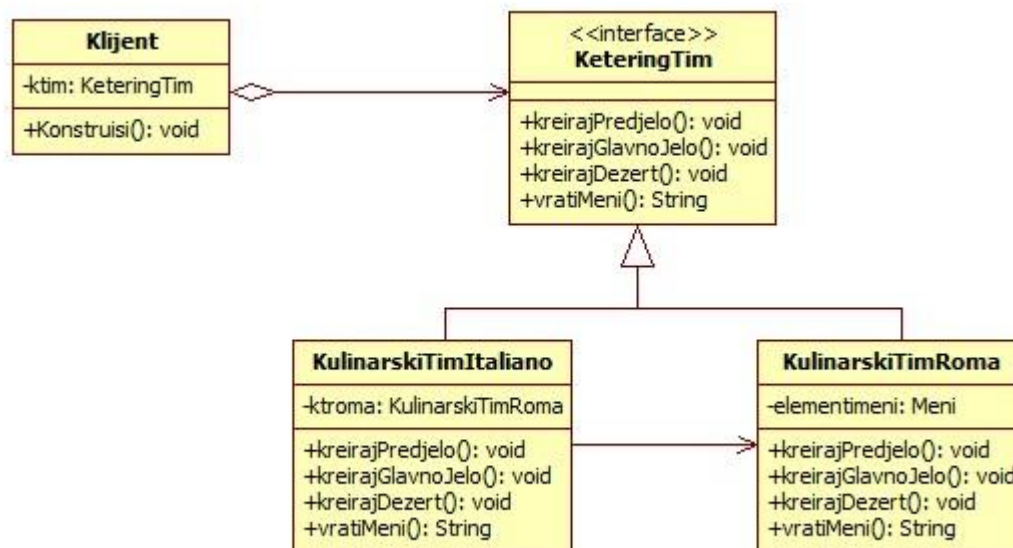 Klijent
-ktim: KeteringTim
+Konstruisi(): void
<<interface>>
KeteringTim
+kreirajPredjelo(): void
+kreirajGlavnoJelo(): void
+kreirajDezert(): void
+vratiMeni(): String
KulinarskiTimItaliano
-ktroma: KulinarskiTimRoma
+kreirajPredjelo(): void
+kreirajGlavnoJelo(): void
+kreirajDezert(): void
+vratiMeni(): String
KulinarskiTimRoma
-elementimeni: Meni
+kreirajPredjelo(): void
+kreirajGlavnoJelo(): void
+kreirajDezert(): void
+vratiMeni(): String